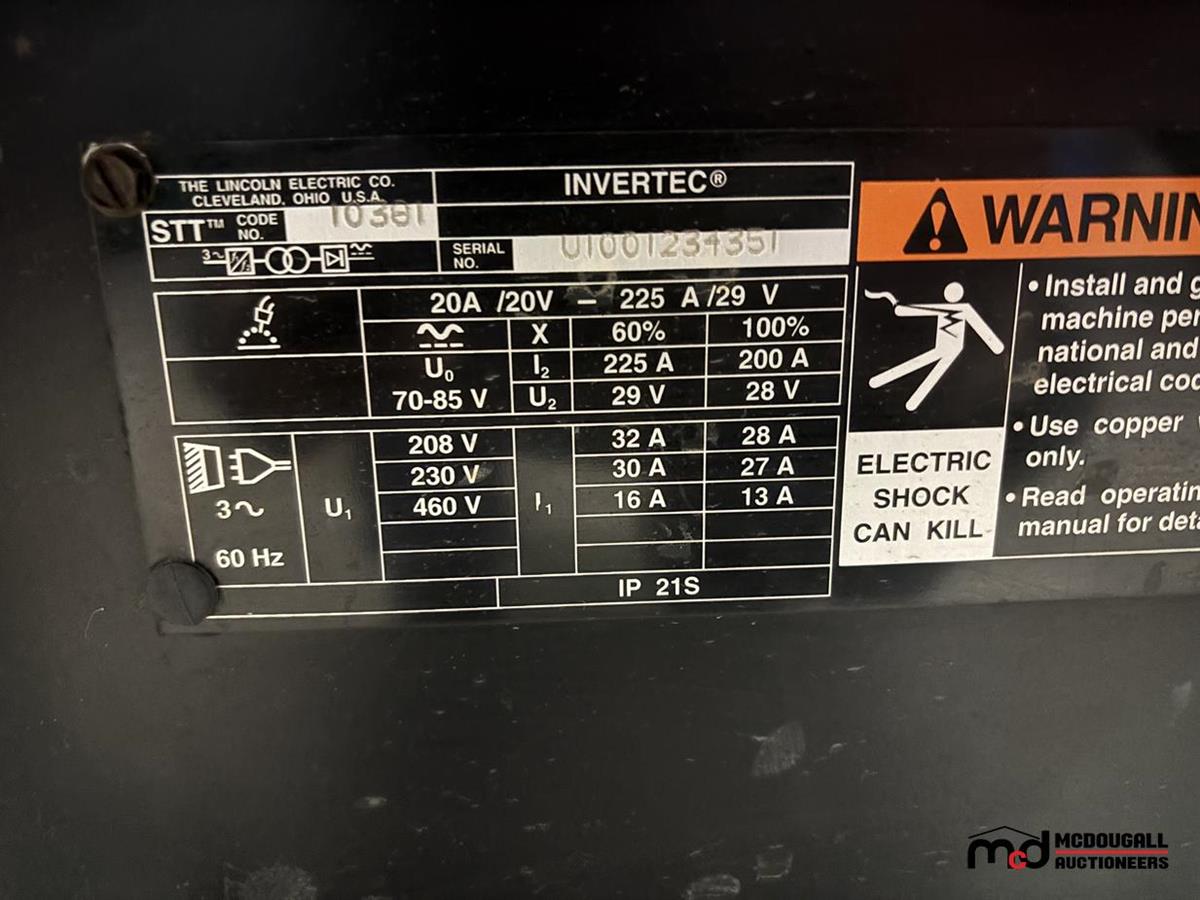 THE LINCOLN ELECTRIC CO.
CLEVELAND, OHIO U.S.A.
INVERTEC®
STT™ CODE NO. 10381
SERIAL NO. U1001234351
3~
20A /20V – 225 A /29 V
X 60% 100%
U0 I2 225 A 200 A
70-85 V U2 29 V 28 V
208 V 32 A 28 A
230 V 30 A 27 A
3~ U1 460 V I1 16 A 13 A
60 Hz
IP 21S
WARNIN
• Install and g
machine per
national and
electrical cod
• Use copper
only.
• Read operatin
manual for deta
ELECTRIC
SHOCK
CAN KILL
mcd MCDOUGALL
AUCTIONEERS